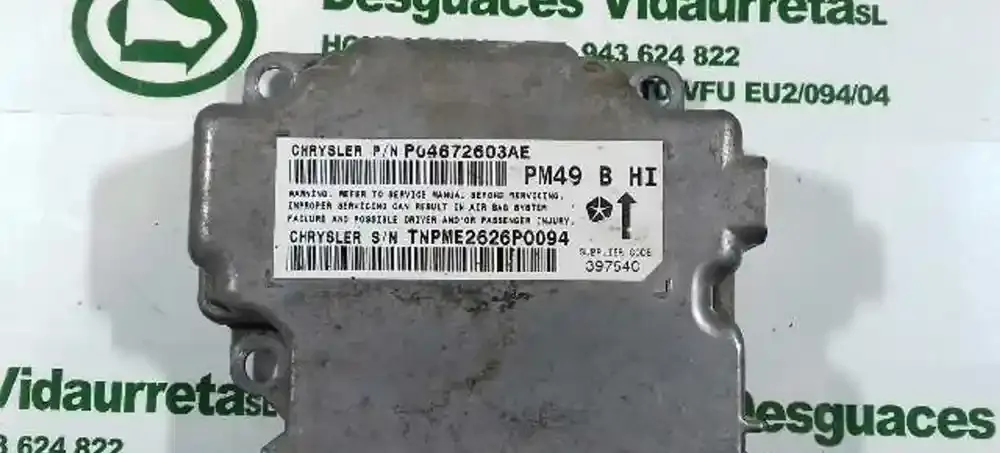 Desguaces Vidaurreta SL
943 624 822
VFU EU2/094/04
CHRYSLER P/N P04672603AE
PM49 B HI
WARNING. REFER TO SERVICE MANUAL BEFORE SERVICING.
IMPROPER SERVICING CAN RESULT IN AIR BAG SYSTEM
FAILURE AND POSSIBLE DRIVER AND/OR PASSENGER INJURY.
CHRYSLER S/N TNPME2626P0094
SUPPLIER CODE
39754C
Vidaurreta SL
3 624 822
Desguaces